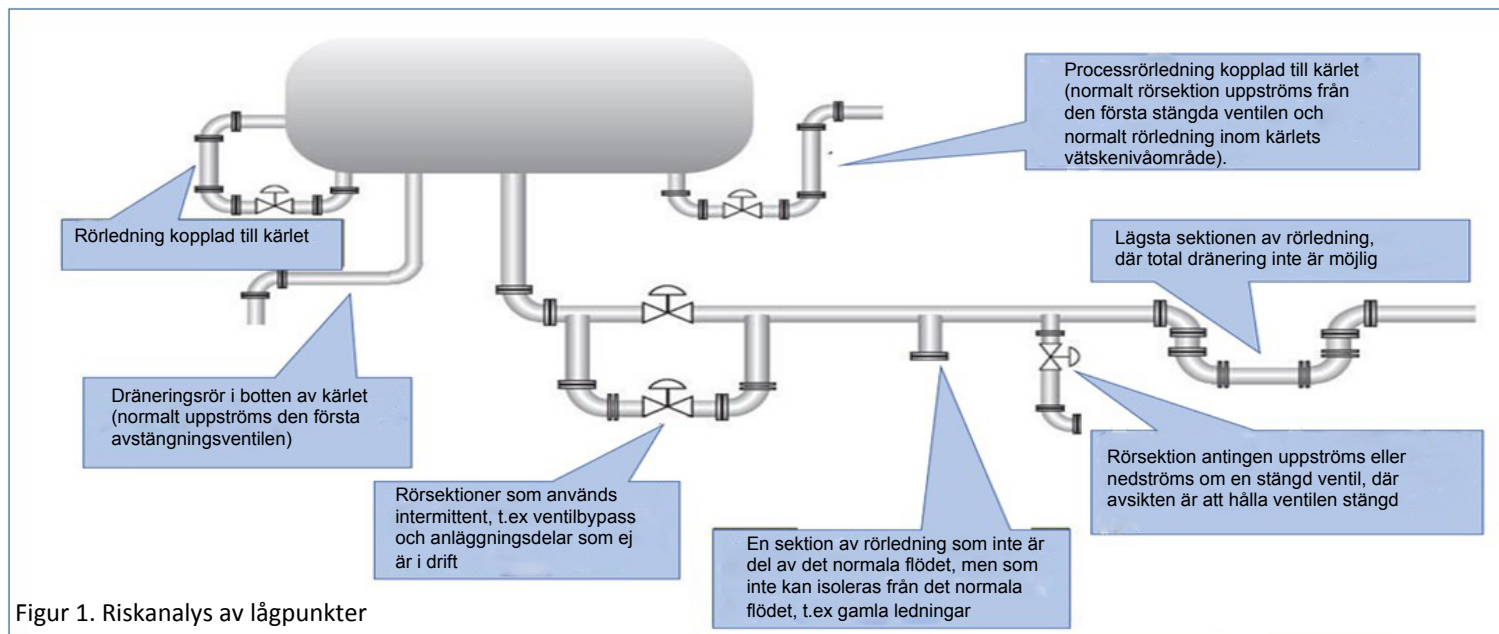 Processrörledning kopplad till kärlet
(normalt rörsektion uppströms från
den första stängda ventilen och
normalt rörledning inom kärlets
vätskenivåområde).
Rörledning kopplad till kärlet
Lägsta sektionen av rörledning,
där total dränering inte är möjlig
Dräneringsrör i botten av kärlet
(normalt uppströms den första
avstängningsventilen)
Rörsektion antingen uppströms eller
nedströms om en stängd ventil, där
avsikten är att hålla ventilen stängd
Rörsektioner som används
intermittent, t.ex ventilbypass
och anläggningsdelar som ej
är i drift
En sektion av rörledning som inte är
del av det normala flödet, men som
inte kan isoleras från det normala
flödet, t.ex gamla ledningar
Figur 1. Riskanalys av lågpunkter